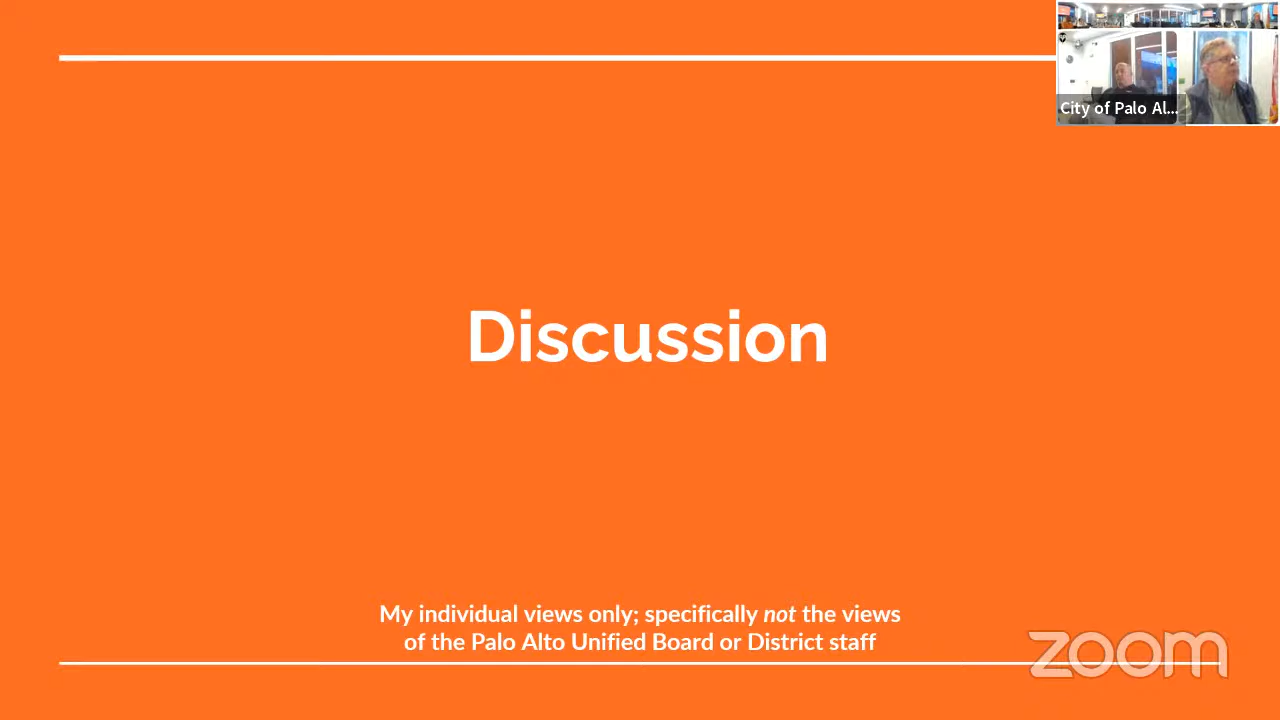 City of Palo Al...
Discussion
My individual views only; specifically not the views
of the Palo Alto Unified Board or District staff
zoom